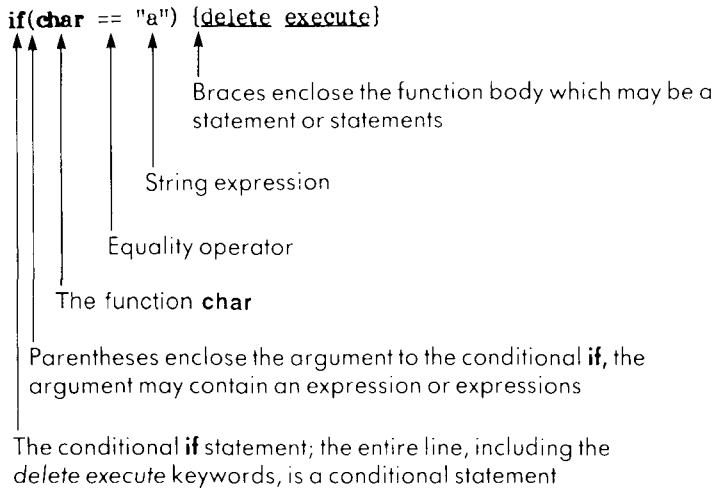 if(char == "a") {delete execute}
Braces enclose the function body which may be a
statement or statements
String expression
Equality operator
The function char
Parentheses enclose the argument to the conditional if, the
argument may contain an expression or expressions
The conditional if statement; the entire line, including the
delete execute keywords, is a conditional statement